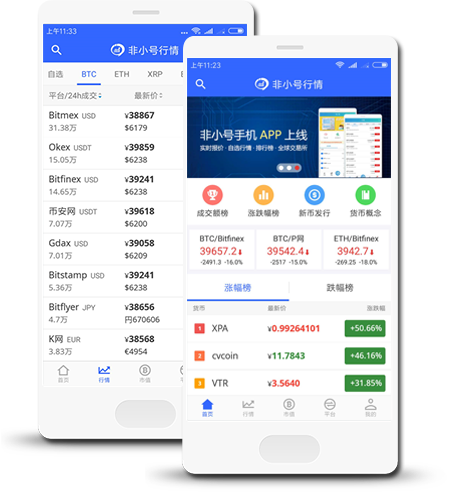 上午11:33
非小号行情
自选 BTC ETH XRP
平台/24h成交 最新价
Bitmex USD ¥38867
31.38万 $6179
Okex USDT ¥39859
15.05万 $6238
Bitfinex USD ¥39241
14.65万 $6238
币安网 USDT ¥39618
7.07万 $6200
Gdax USD ¥39058
7.01万 $6209
Bitstamp USD ¥39241
5.36万 $6238
Bitflyer JPY ¥38656
4.7万 円670606
K网 EUR ¥38568
3.83万 €4954
首页 行情 市值
上午11:23
非小号行情
非小号手机 APP 上线
实时报价 · 自选行情 · 排行榜 · 全球交易所
成交额榜 涨跌幅榜 新币发行 货币概念
BTC/Bitfinex BTC/P网 ETH/Bitfinex
39657.2 39542.4 3942.7
-2491.3 -16.0% -2517 -15.0% -269.25 -18.0%
涨幅榜 跌幅榜
货币 最新价 涨跌幅
1 XPA ¥0.99264101 +50.66%
2 cvcoin ¥11.7843 +46.16%
3 VTR ¥3.5640 +31.85%
首页 行情 市值 平台 我的